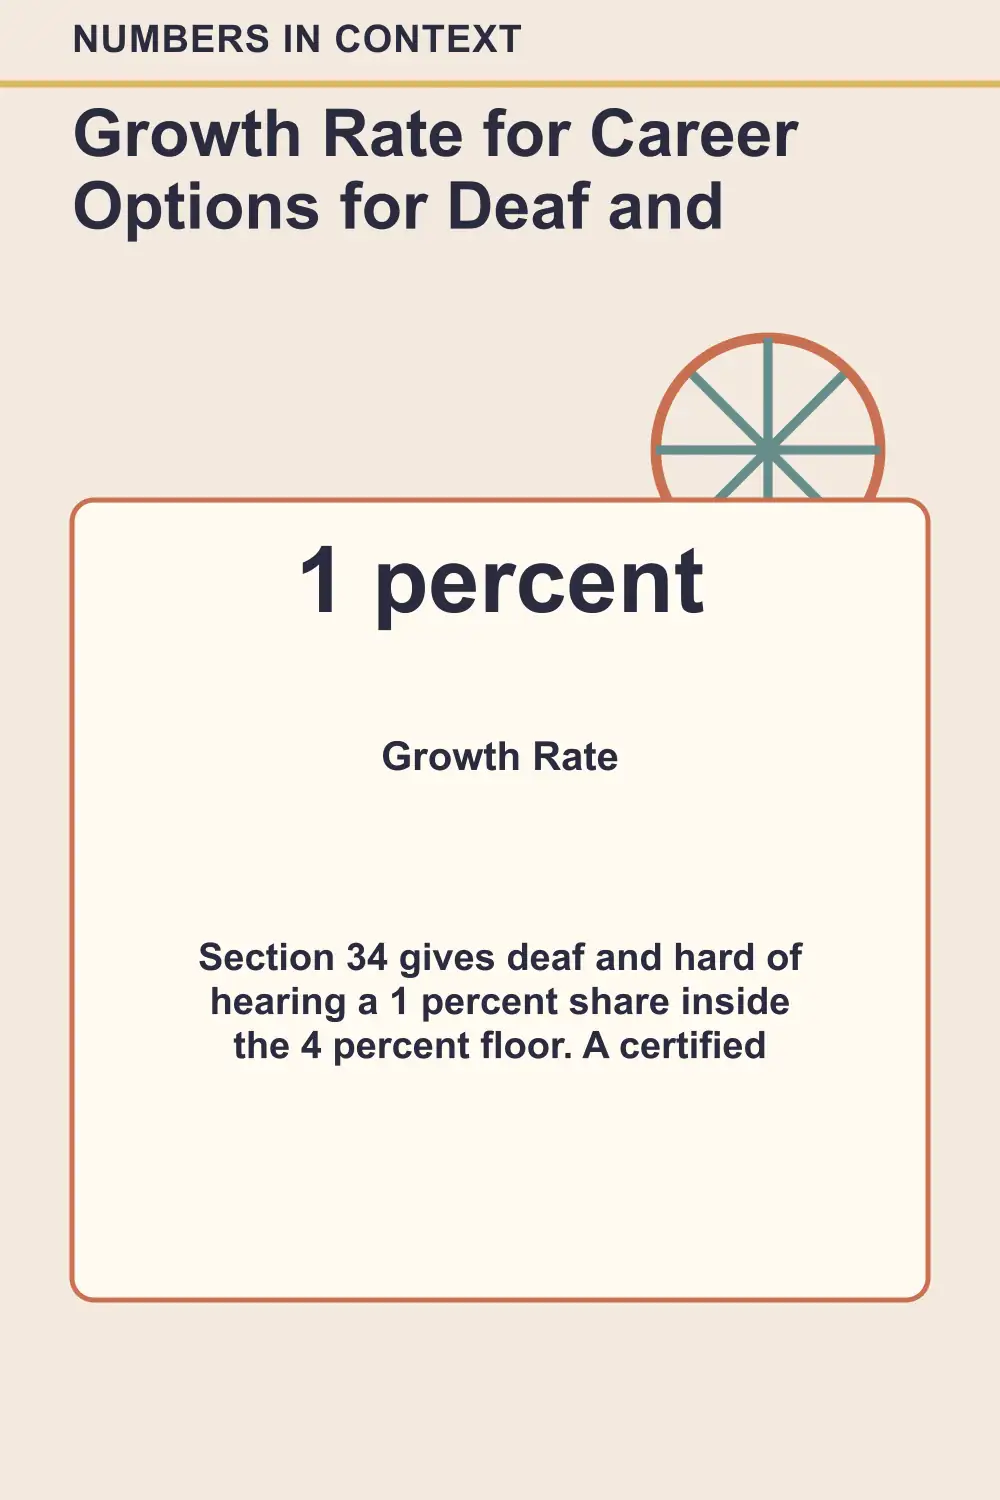 NUMBERS IN CONTEXT
Growth Rate for Career
Options for Deaf and
1 percent
Growth Rate
Section 34 gives deaf and hard of
hearing a 1 percent share inside
the 4 percent floor. A certified